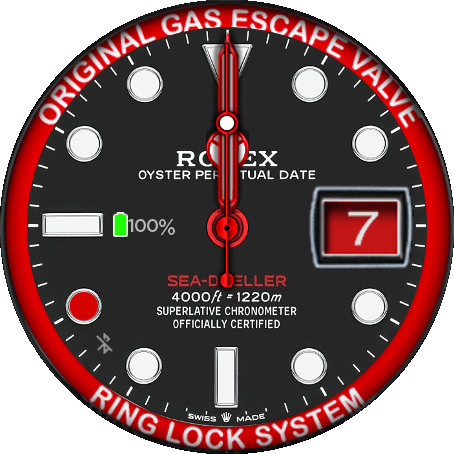 ORIGINAL GAS ESCAPE VALVE
ROLEX
OYSTER PERPETUAL DATE
100%
7
SEA-DWELLER
4000ft = 1220m
SUPERLATIVE CHRONOMETER
OFFICIALLY CERTIFIED
SWISS MADE
RING LOCK SYSTEM